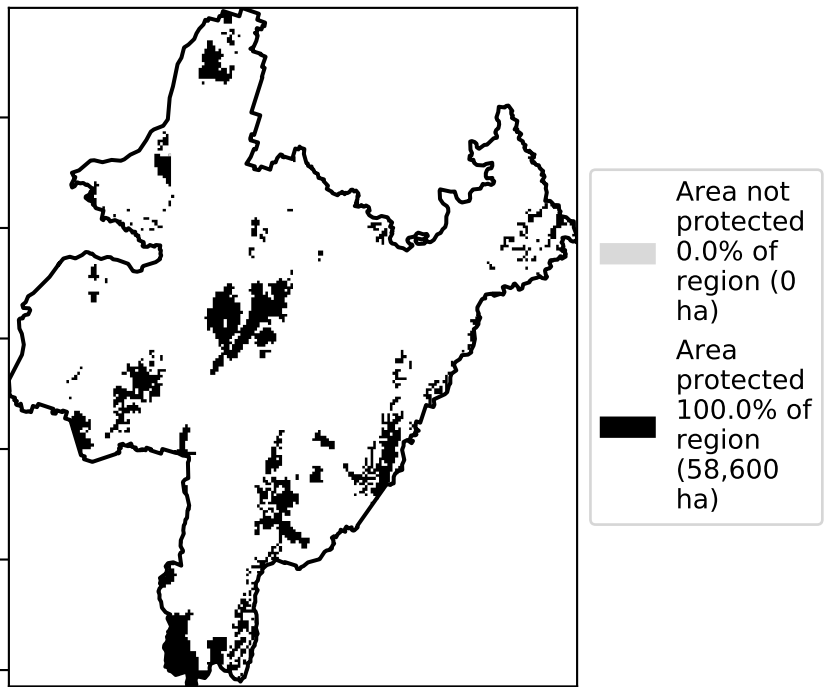 Area not
protected
0.0% of
region (0
ha)
Area
protected
100.0% of
region
(58,600
ha)